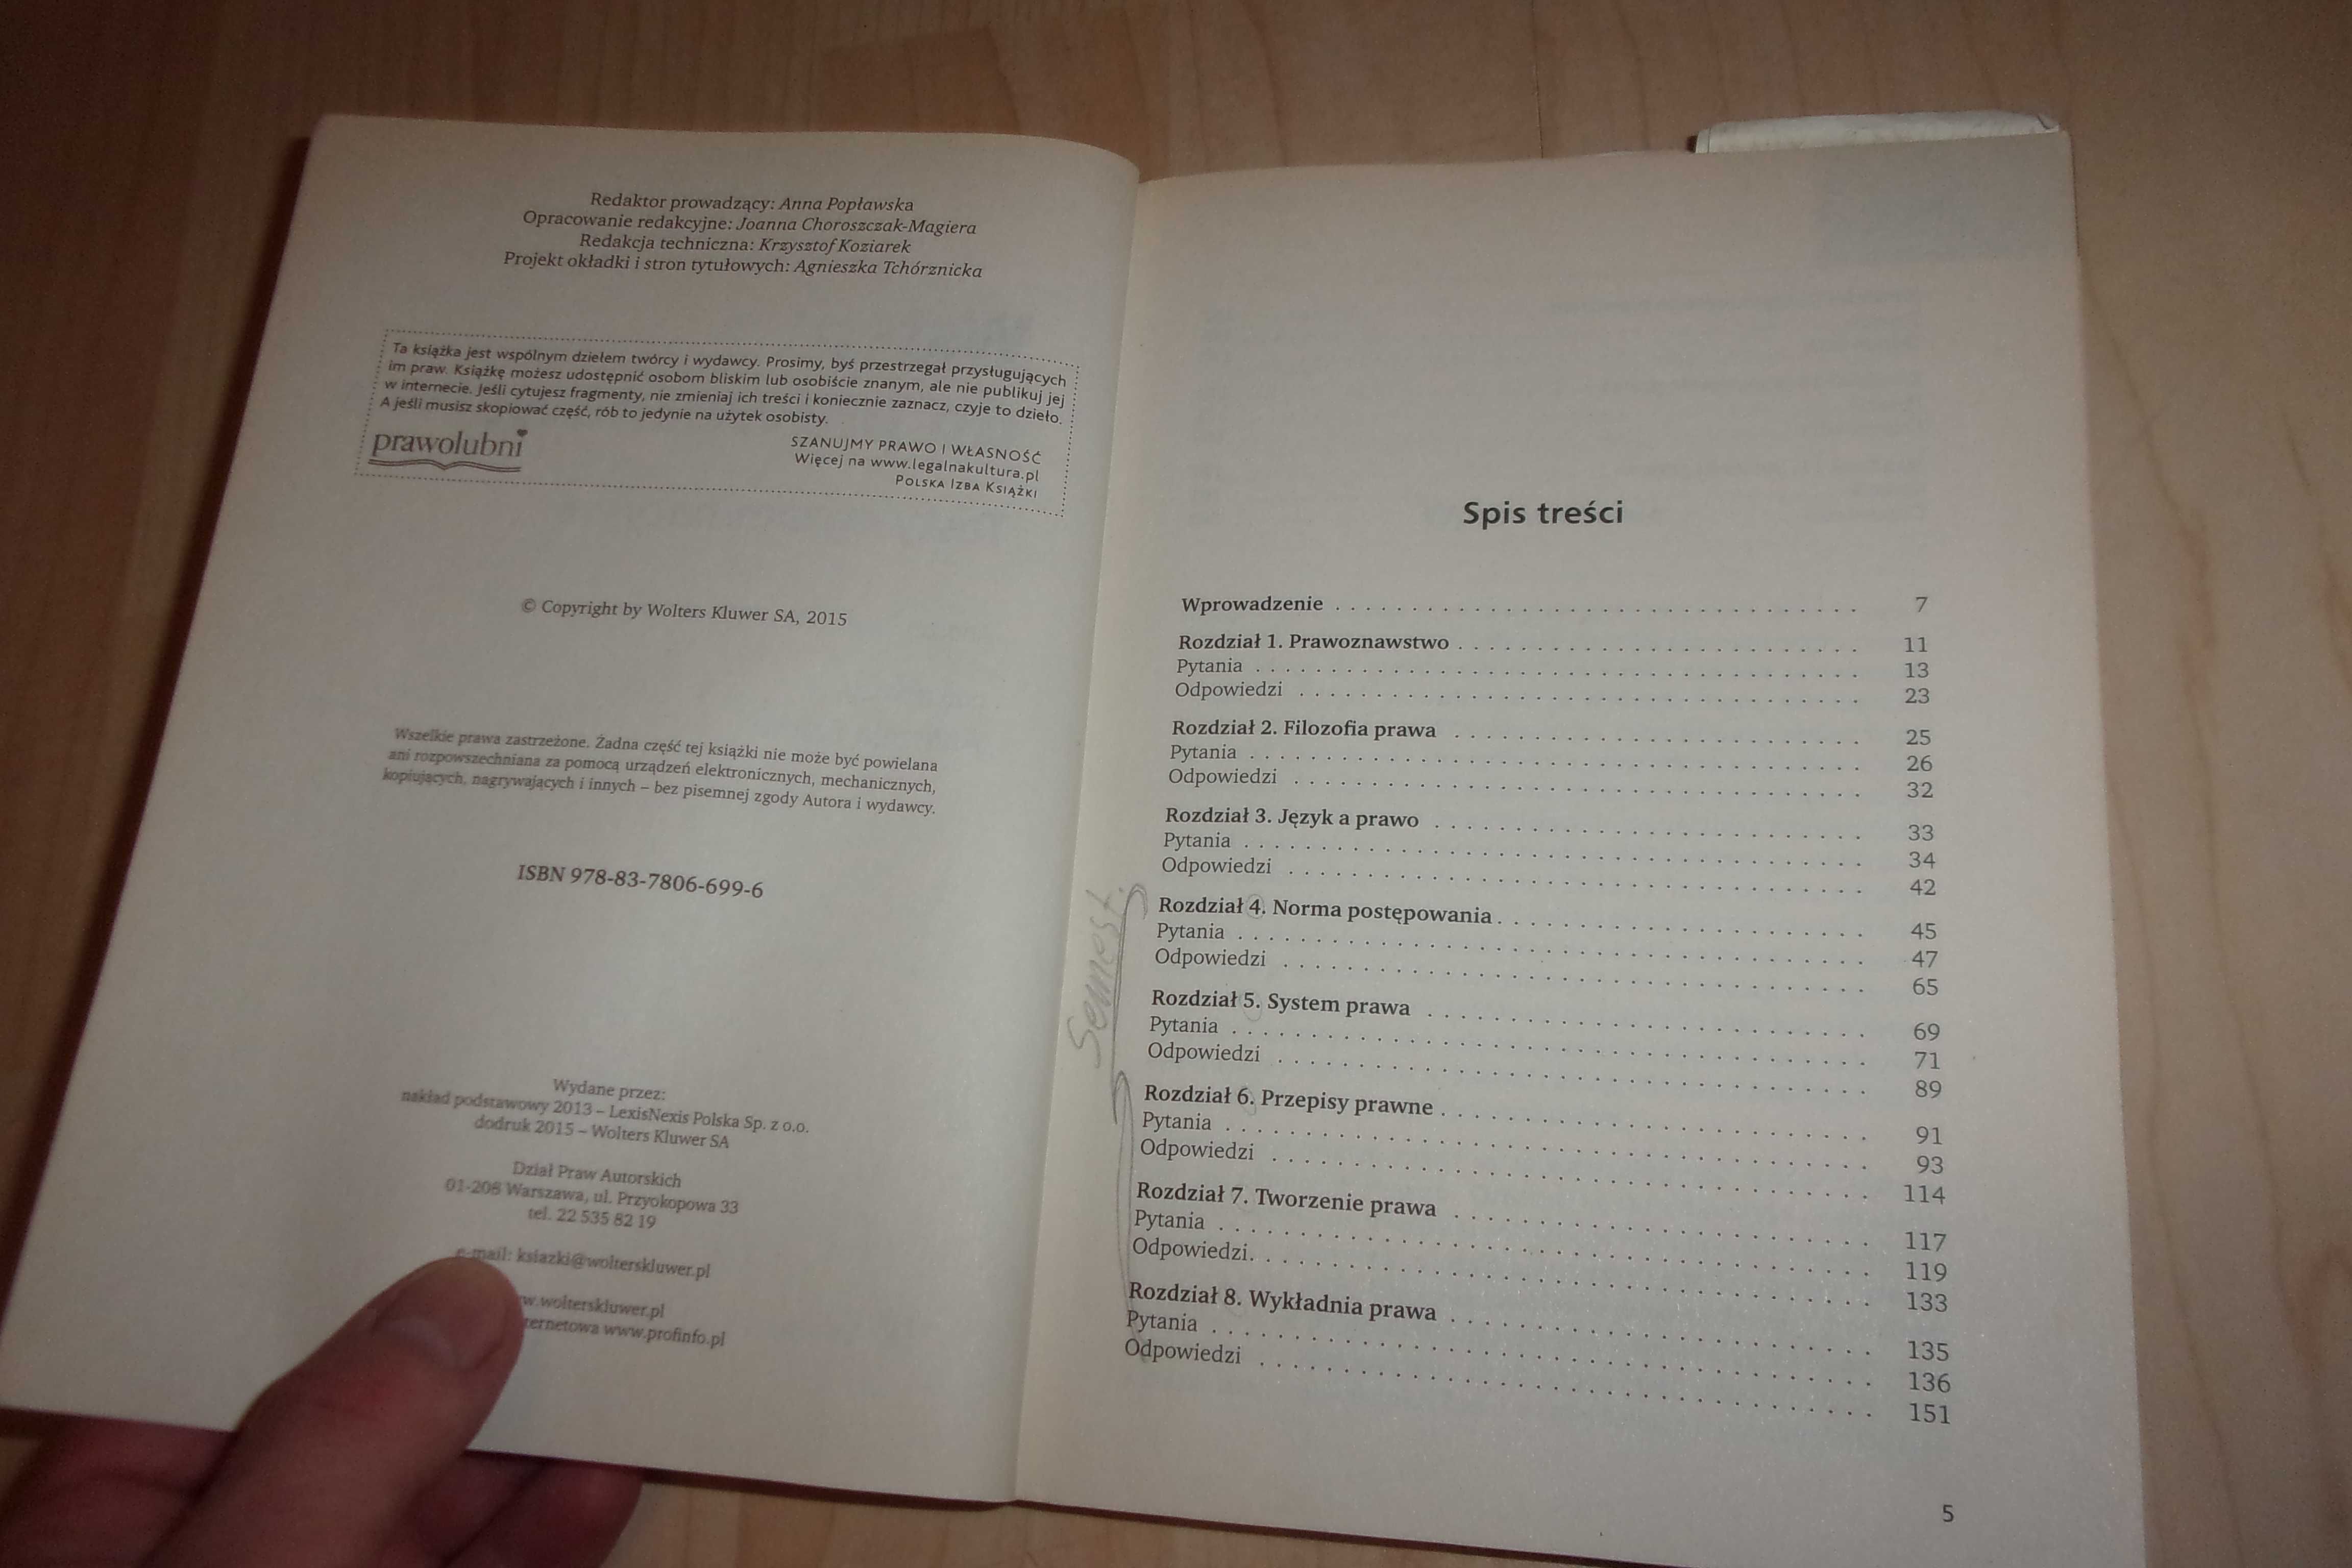 Redaktor prowadzący: Anna Popławska
Opracowanie redakcyjne: Joanna Choroszczak-Magiera
Redakcja techniczna: Krzysztof Koziarek
Projekt okładki i stron tytułowych: Agnieszka Tchórznicka
Ta książka jest wspólnym dziełem twórcy i wydawcy. Prosimy, byś przestrzegał przysługujących
im praw. Książkę możesz udostępnić osobom bliskim lub osobiście znanym, ale nie publikuj jej
w internecie. Jeśli cytujesz fragmenty, nie zmieniaj ich treści i koniecznie zaznacz, czyje to dzieło.
A jeśli musisz skopiować część, rób to jedynie na użytek osobisty.
prawolubni
SZANUJMY PRAWO I WŁASNOŚĆ
Więcej na www.legalnakultura.pl
POLSKA IZBA KSIĄŻKI
© Copyright by Wolters Kluwer SA, 2015
Wszelkie prawa zastrzeżone. Żadna część tej książki nie może być powielana
ani rozpowszechniana za pomocą urządzeń elektronicznych, mechanicznych,
kopiujących, nagrywających i innych – bez pisemnej zgody Autora i wydawcy.
ISBN 978-83-7806-699-6
Wydane przez:
nakład podstawowy 2013 – LexisNexis Polska Sp. z o.o.
dodruk 2015 – Wolters Kluwer SA
Dział Praw Autorskich
01-208 Warszawa, ul. Przyokopowa 33
tel. 22 535 82 19
e-mail: ksiazki@wolterskluwer.pl
w.wolterskluwer.pl
ternetowa www.profinfo.pl
Spis treści
Wprowadzenie . . . . . . . . . . 7
Rozdział 1. Prawoznawstwo . . . . . . . . . . 11
Pytania . . . . . . . . . . 13
Odpowiedzi . . . . . . . . . . 23
Rozdział 2. Filozofia prawa . . . . . . . . . . 25
Pytania . . . . . . . . . . 26
Odpowiedzi . . . . . . . . . . 32
Rozdział 3. Język a prawo . . . . . . . . . . 33
Pytania . . . . . . . . . . 34
Odpowiedzi . . . . . . . . . . 42
Semest.
Rozdział 4. Norma postępowania . . . . . . . . . . 45
Pytania . . . . . . . . . . 47
Odpowiedzi . . . . . . . . . . 65
Rozdział 5. System prawa . . . . . . . . . . 69
Pytania . . . . . . . . . . 71
Odpowiedzi . . . . . . . . . . 89
Rozdział 6. Przepisy prawne . . . . . . . . . . 91
Pytania . . . . . . . . . . 93
Odpowiedzi . . . . . . . . . . 114
Rozdział 7. Tworzenie prawa . . . . . . . . . . 117
Pytania . . . . . . . . . . 119
Odpowiedzi . . . . . . . . . . 133
Rozdział 8. Wykładnia prawa . . . . . . . . . . 135
Pytania . . . . . . . . . . 136
Odpowiedzi . . . . . . . . . . 151
5